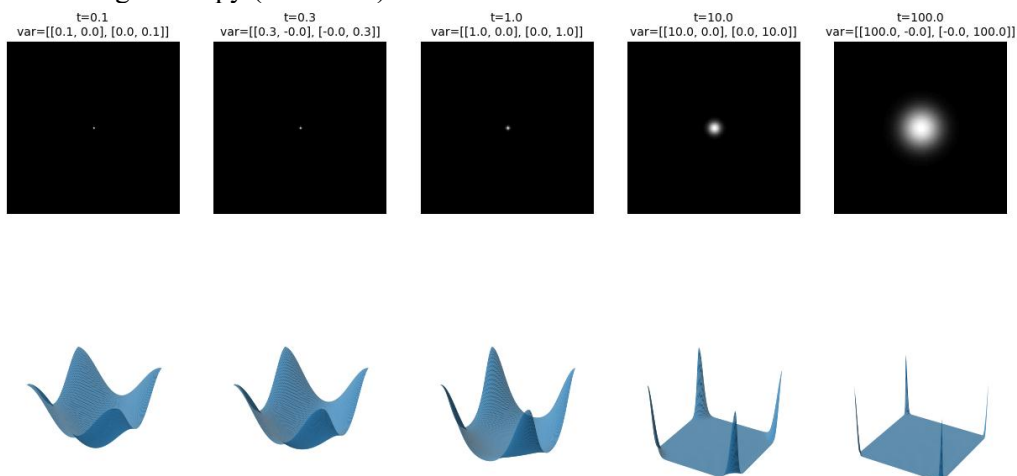 t=0.1
var=[[0.1, 0.0], [0.0, 0.1]]
t=0.3
var=[[0.3, -0.0], [-0.0, 0.3]]
t=1.0
var=[[1.0, 0.0], [0.0, 1.0]]
t=10.0
var=[[10.0, 0.0], [0.0, 10.0]]
t=100.0
var=[[100.0, -0.0], [-0.0, 100.0]]